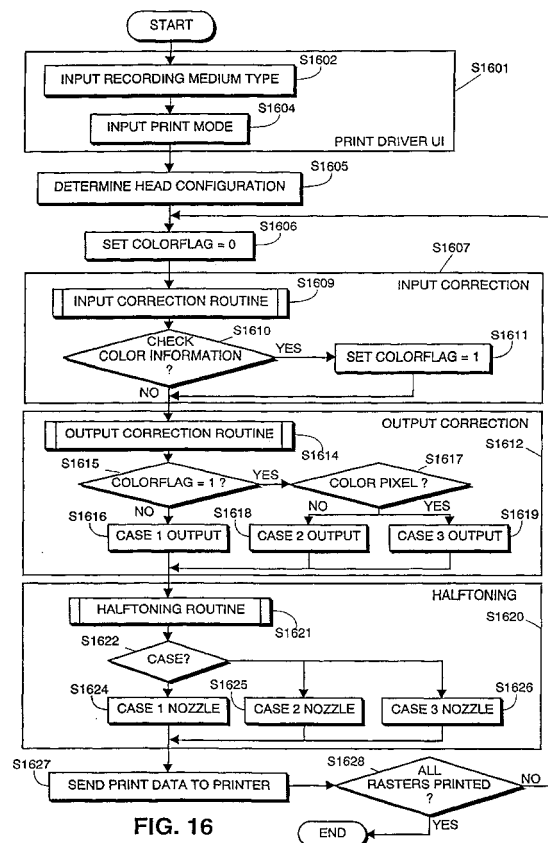 START
S1602
INPUT RECORDING MEDIUM TYPE
S1601
S1604
INPUT PRINT MODE
PRINT DRIVER UI
S1605
DETERMINE HEAD CONFIGURATION
S1606
SET COLORFLAG = 0
S1607
INPUT CORRECTION
S1609
INPUT CORRECTION ROUTINE
S1610
CHECK
COLOR INFORMATION
?
YES
S1611
SET COLORFLAG = 1
NO
OUTPUT CORRECTION
OUTPUT CORRECTION ROUTINE
S1614
S1612
S1615
COLORFLAG = 1 ?
YES
S1617
COLOR PIXEL ?
NO
NO
YES
S1616
CASE 1 OUTPUT
S1618
CASE 2 OUTPUT
CASE 3 OUTPUT
S1619
HALFTONING
HALFTONING ROUTINE
S1621
S1620
S1622
CASE?
S1624
CASE 1 NOZZLE
S1625
CASE 2 NOZZLE
CASE 3 NOZZLE
S1626
S1627
SEND PRINT DATA TO PRINTER
S1628
ALL
RASTERS PRINTED
?
NO
YES
END
FIG. 16